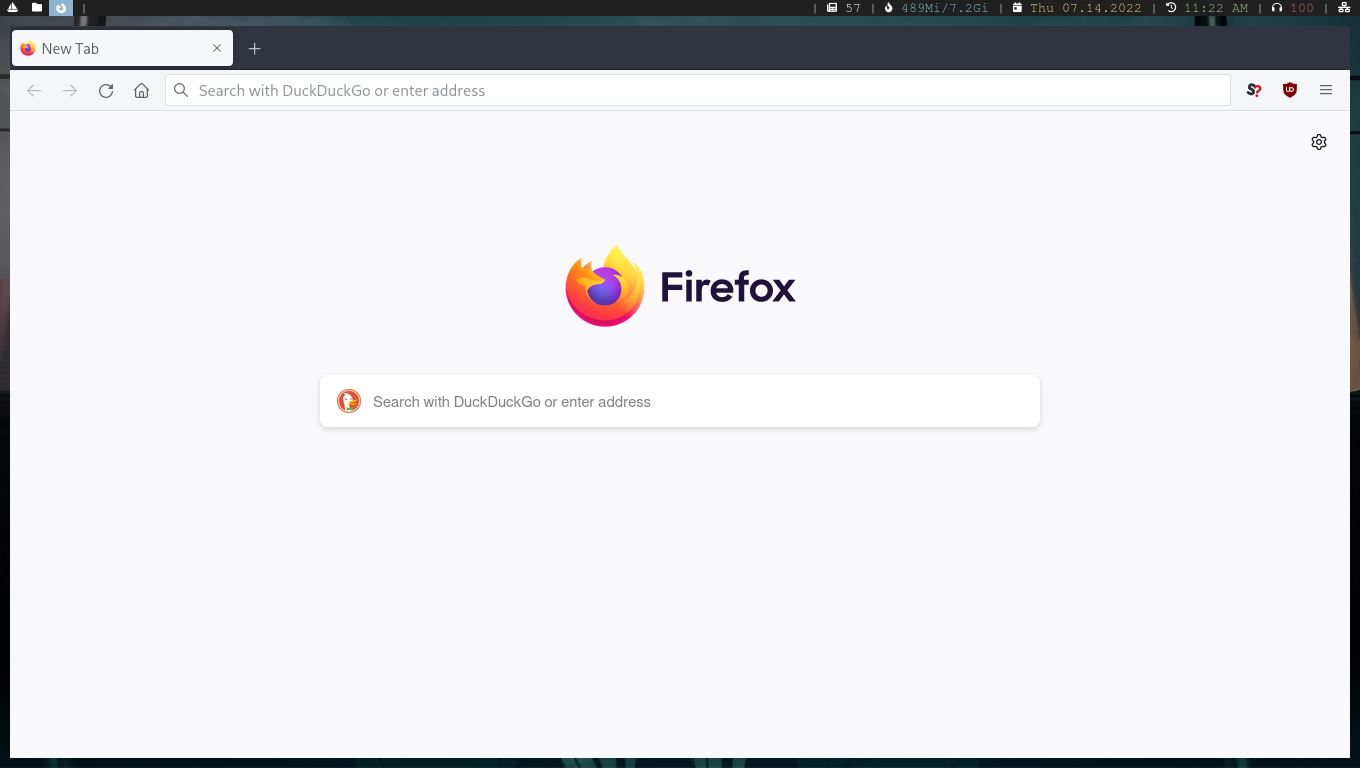 | | 57 | 489Mi/7.2Gi | Thu 07.14.2022 | 11:22 AM | 100 |
New Tab
Search with DuckDuckGo or enter address
S?
UD
Firefox
Search with DuckDuckGo or enter address